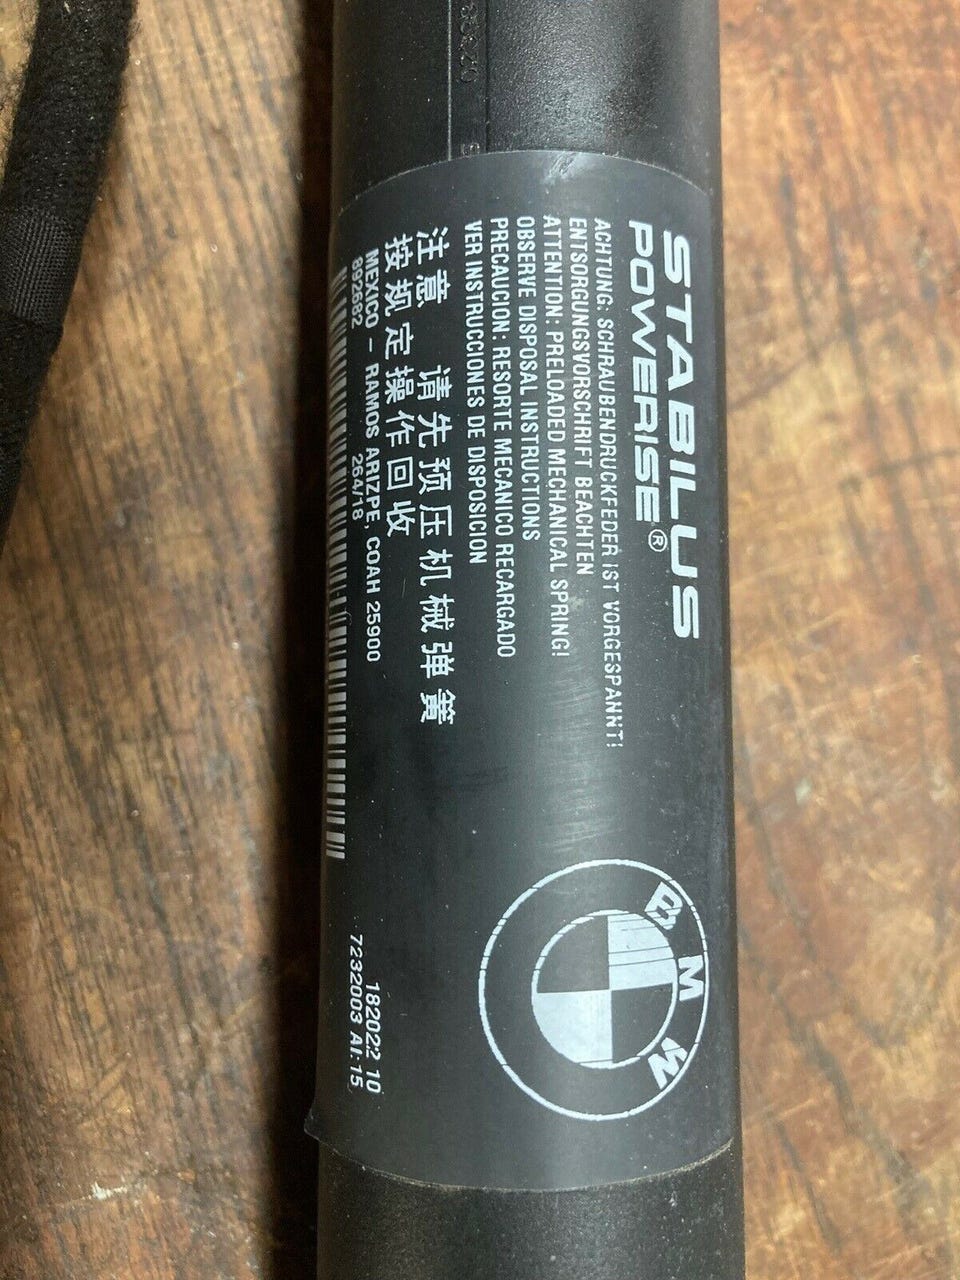 STABILUS
POWERISE®
ACHTUNG: SCHRAUBENDRUCKFEDER IST VORGESPANNT!
ENTSORGUNGSVORSCHRIFT BEACHTEN
ATTENTION: PRELOADED MECHANICAL SPRING!
OBSERVE DISPOSAL INSTRUCTIONS
PRECAUCION: RESORTE MECANICO RECARGADO
VER INSTRUCCIONES DE DISPOSICION
注意 请先预压机械弹簧
按规定操作回收
MEXICO - RAMOS ARIZPE, COAH 25900
892682 264/18
BMW
182022 10
7232003 AI:15